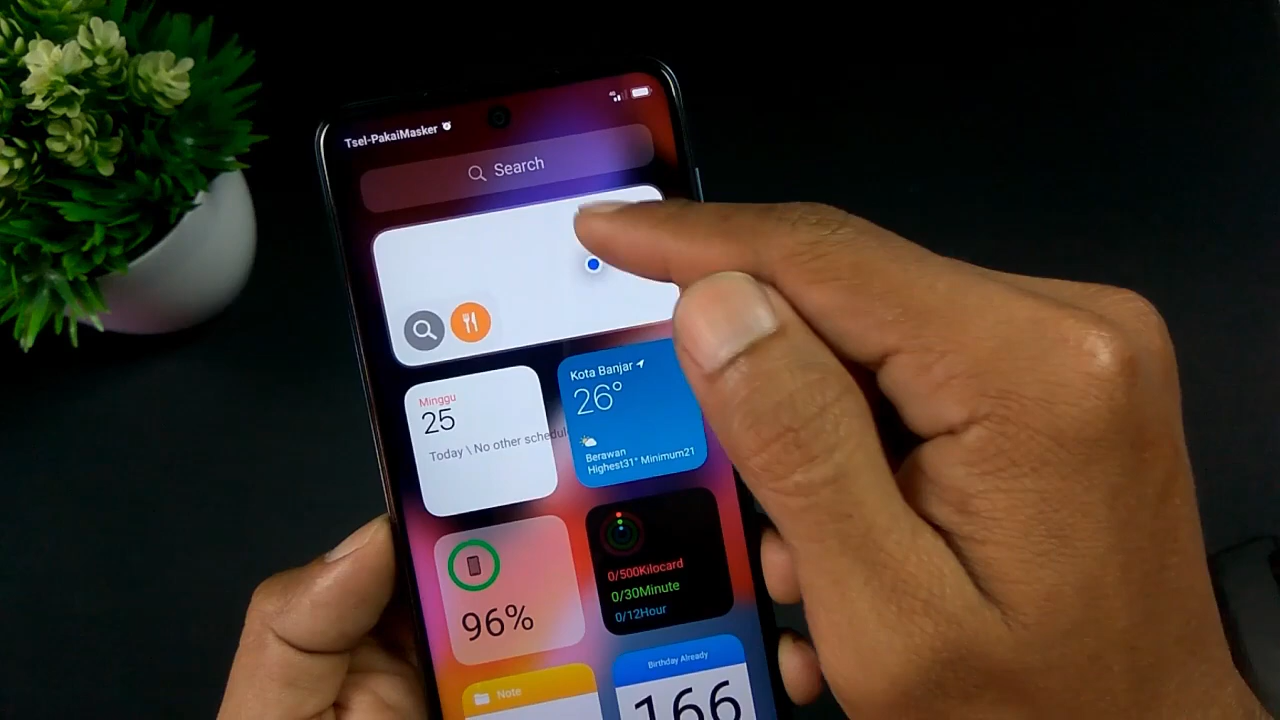 Tsel-PakaiMasker
4G
Search
Minggu
25
Today \ No other schedul
Kota Banjar
26°
Berawan
Highest31° Minimum21
96%
0/500Kilocard
0/30Minute
0/12Hour
Note
Birthday Already
166